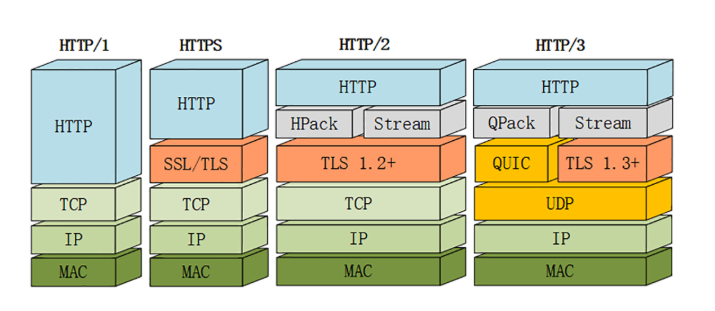 HTTP/1 HTTPS HTTP/2 HTTP/3
HTTP HTTP HTTP HTTP
HPack Stream QPack Stream
SSL/TLS TLS 1.2+ QUIC TLS 1.3+
TCP TCP TCP UDP
IP IP IP IP
MAC MAC MAC MAC